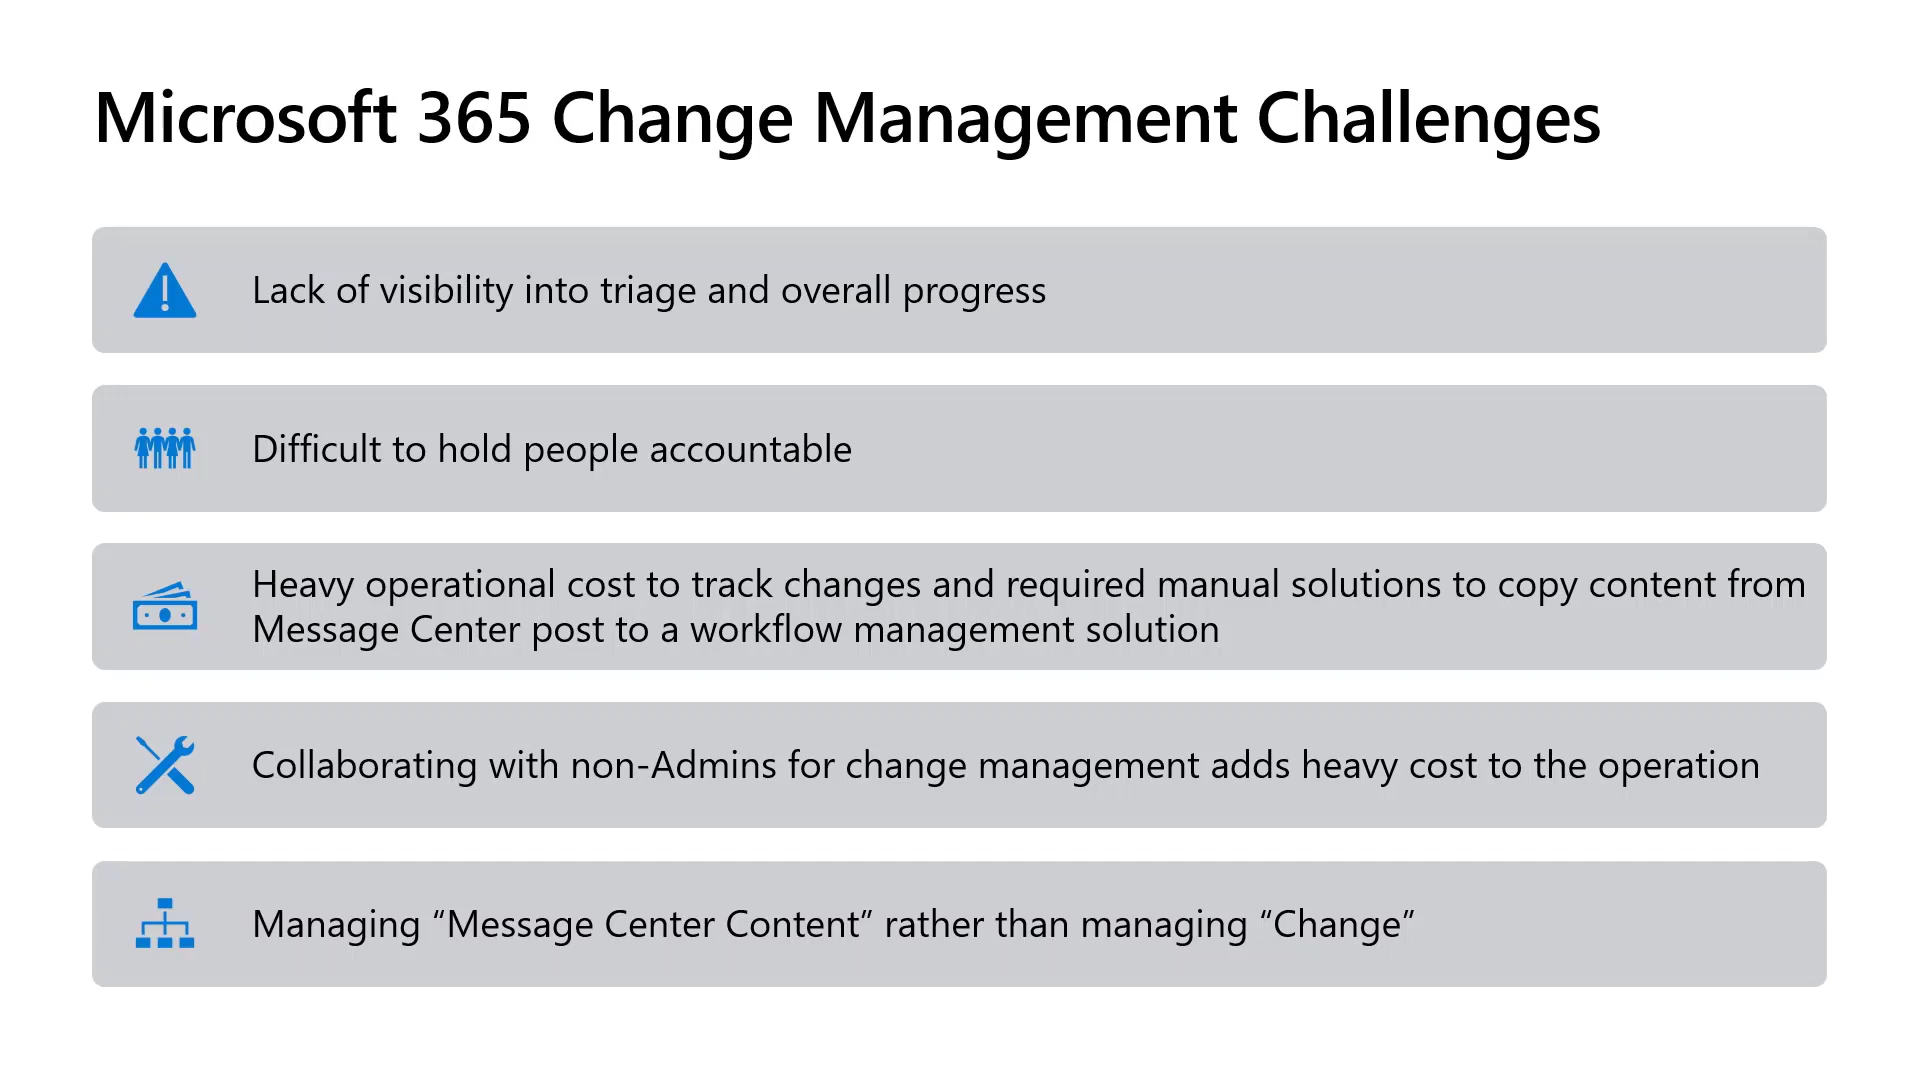 Microsoft 365 Change Management Challenges
Lack of visibility into triage and overall progress
Difficult to hold people accountable
Heavy operational cost to track changes and required manual solutions to copy content from
Message Center post to a workflow management solution
Collaborating with non-Admins for change management adds heavy cost to the operation
Managing “Message Center Content” rather than managing “Change”